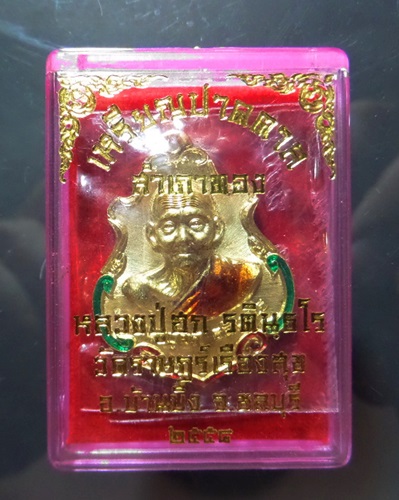 เหรียญปาดตาล
สำเภาทอง
หลวงปู่ฮก รตินฺธโร
วัดราษฎร์เรืองสุข
อ.บ้านบึง จ.ชลบุรี
๒๕๕๘